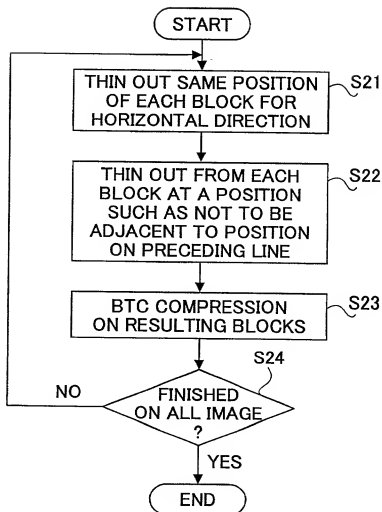 START
THIN OUT SAME POSITION
OF EACH BLOCK FOR
HORIZONTAL DIRECTION
S21
THIN OUT FROM EACH
BLOCK AT A POSITION
SUCH AS NOT TO BE
ADJACENT TO POSITION
ON PRECEDING LINE
S22
BTC COMPRESSION
ON RESULTING BLOCKS
S23
S24
FINISHED
ON ALL IMAGE
?
NO
YES
END